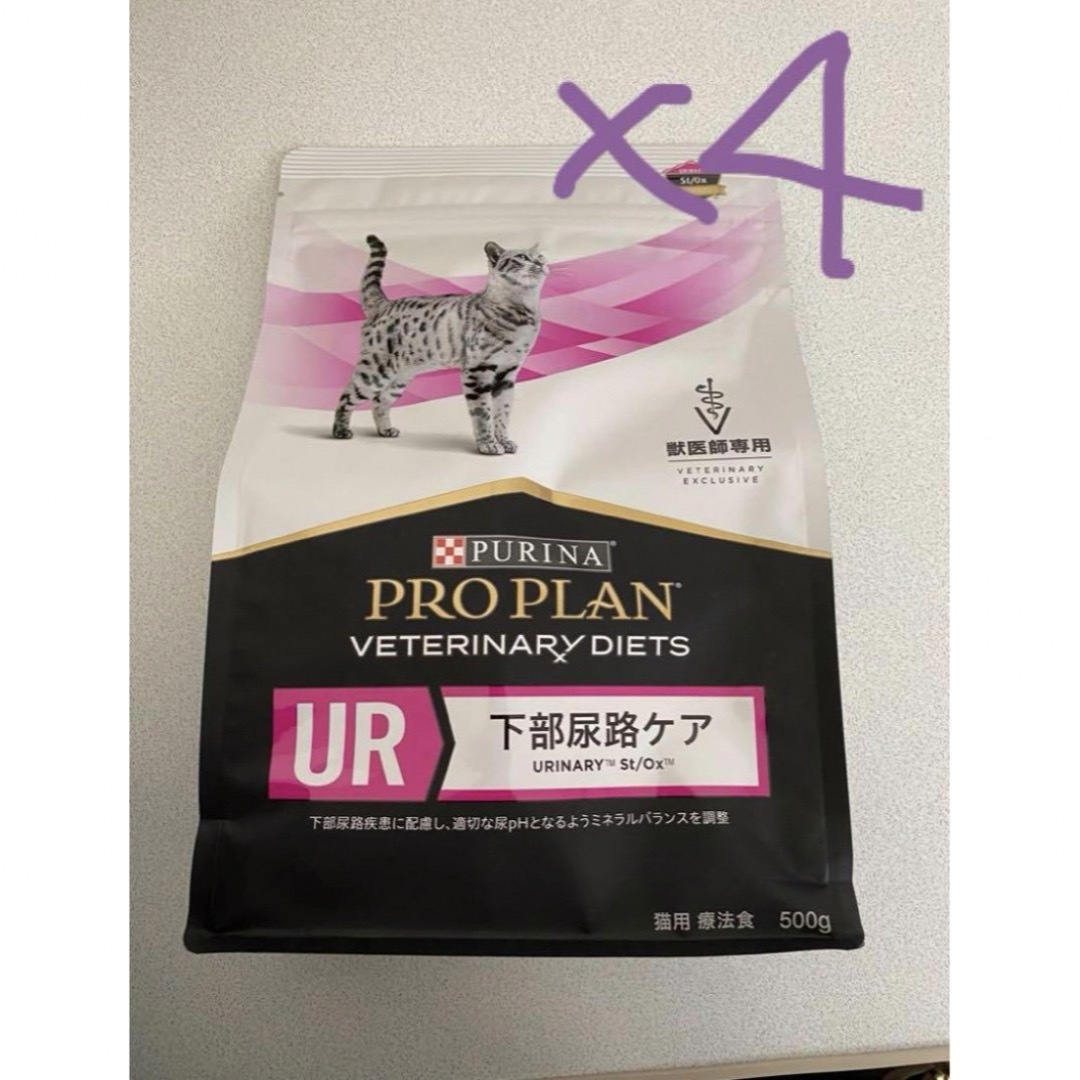 x4
St/Ox
獣医師専用
VETERINARY
EXCLUSIVE
PURINA
PRO PLAN
VETERINARY DIETS
UR
下部尿路ケア
URINARY™ St/Ox™
下部尿路疾患に配慮し、適切な尿pHとなるようミネラルバランスを調整
猫用 療法食 500g